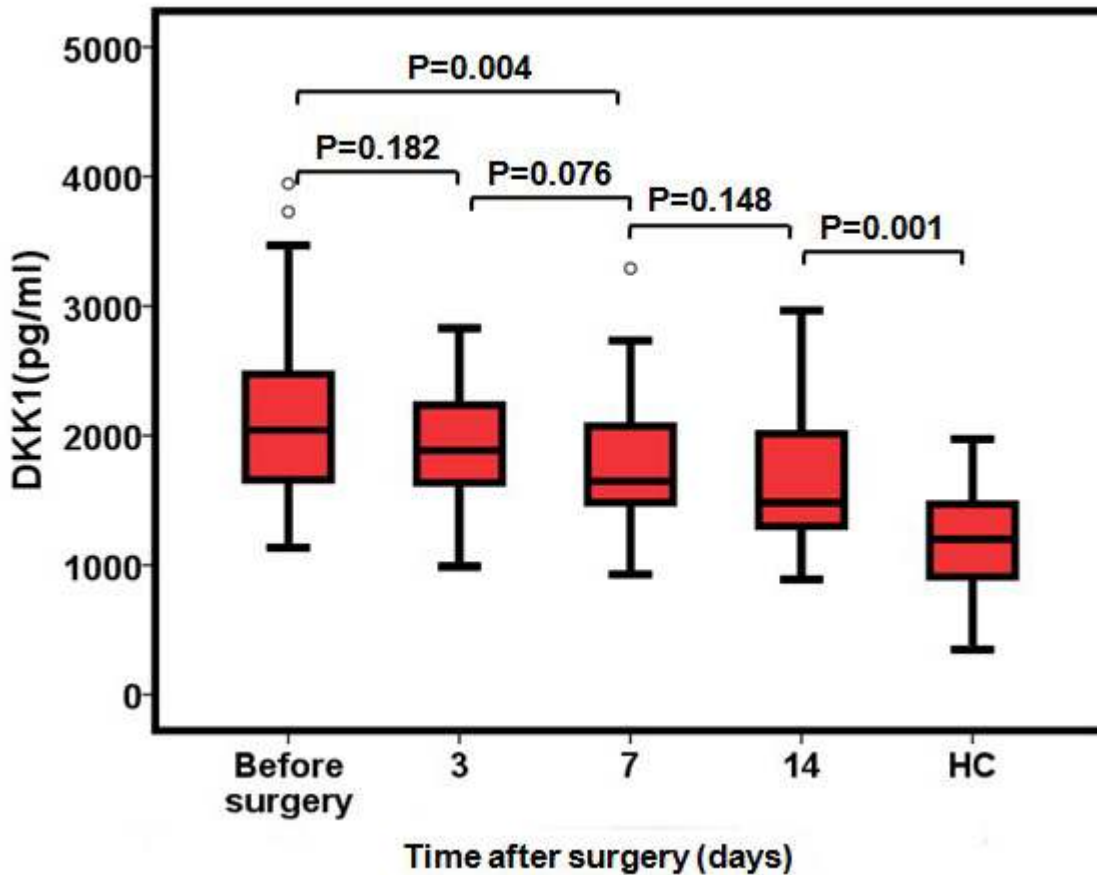 5000
P=0.004
P=0.182
4000
P=0.076
P=0.148
P=0.001
3000
DKK1(pg/ml)
2000
1000
0
Before surgery
3
7
14
HC
Time after surgery (days)